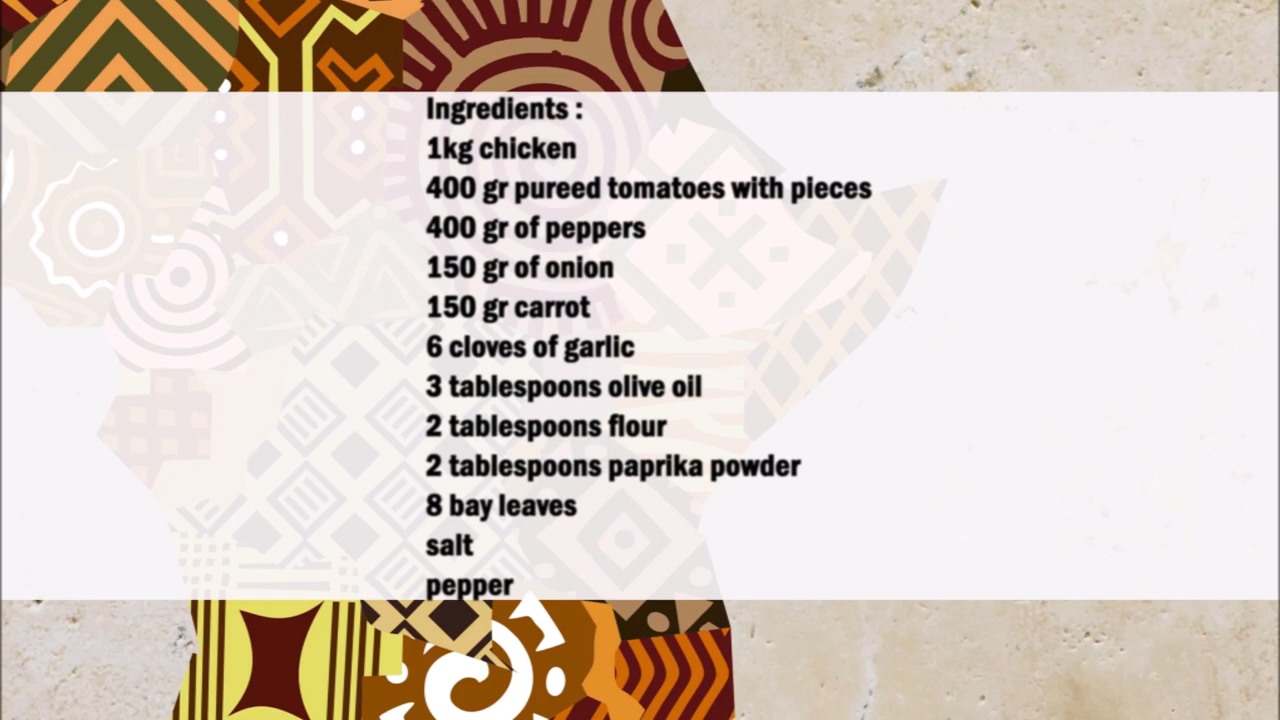 Ingredients :
1kg chicken
400 gr pureed tomatoes with pieces
400 gr of peppers
150 gr of onion
150 gr carrot
6 cloves of garlic
3 tablespoons olive oil
2 tablespoons flour
2 tablespoons paprika powder
8 bay leaves
salt
pepper